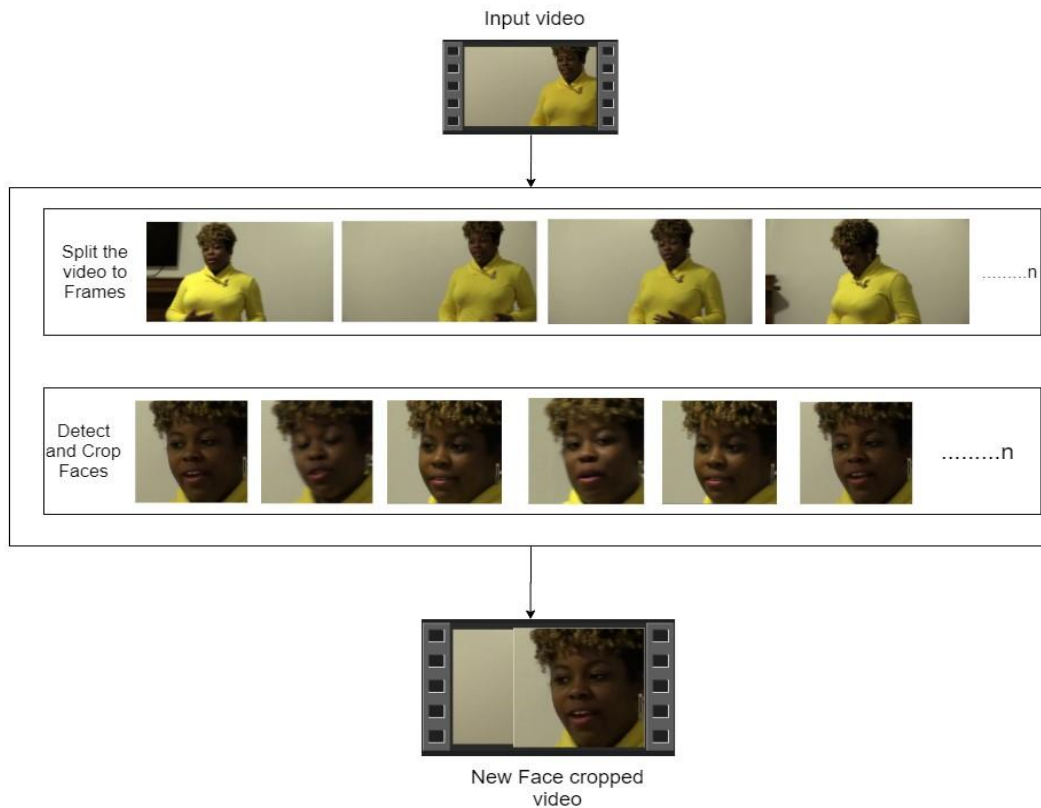 Input video
Split the
video to
Frames
.........n
Detect
and Crop
Faces
.........n
New Face cropped
video